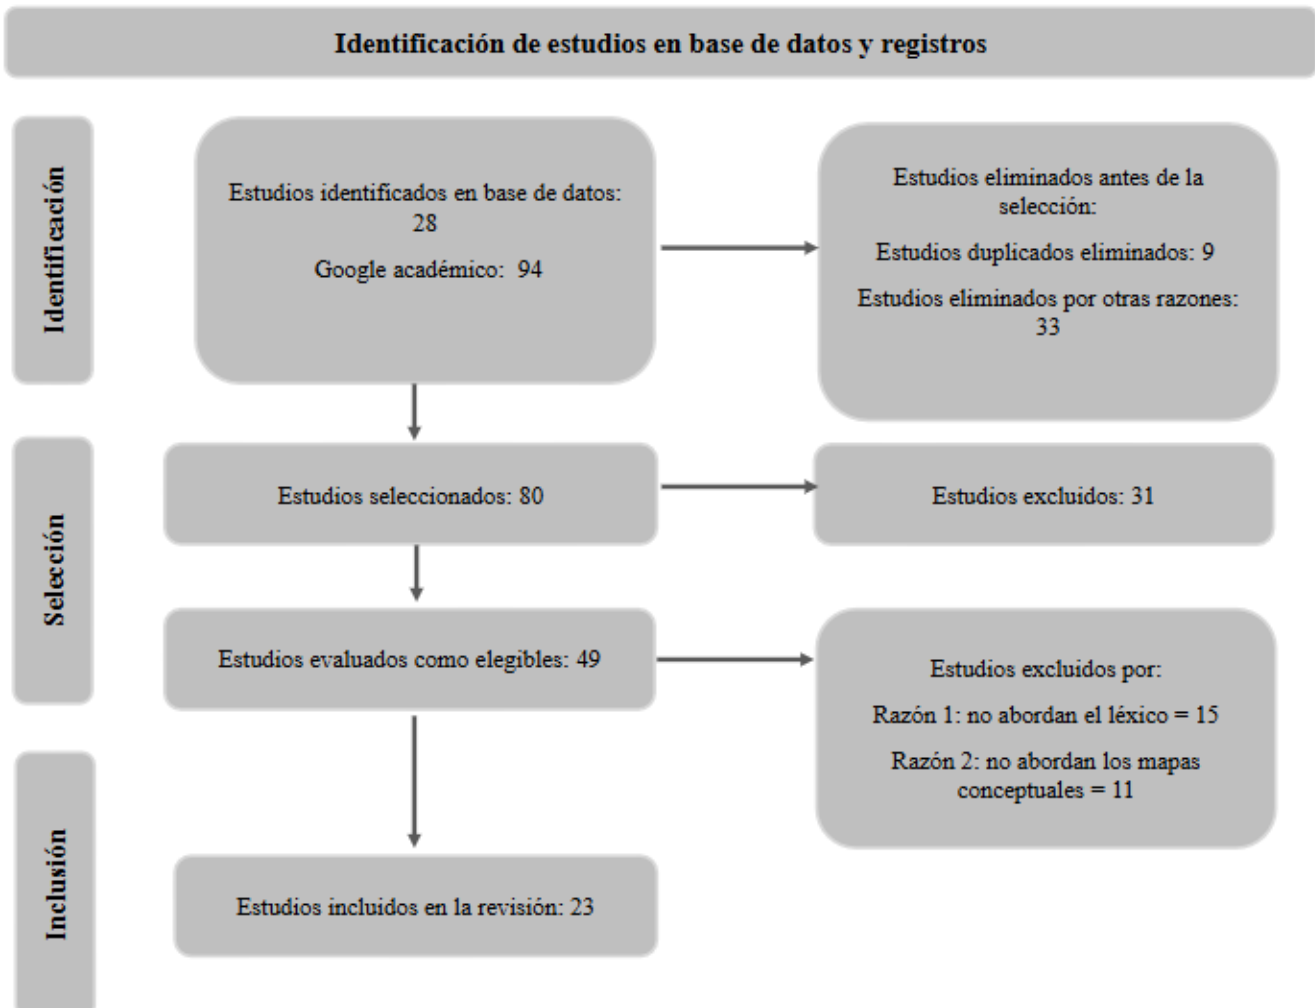 Identificación de estudios en base de datos y registros
Identificación
Estudios identificados en base de datos:
28
Google académico: 94
Estudios eliminados antes de la
selección:
Estudios duplicados eliminados: 9
Estudios eliminados por otras razones:
33
Selección
Estudios seleccionados: 80
Estudios excluidos: 31
Estudios evaluados como elegibles: 49
Estudios excluidos por:
Razón 1: no abordan el léxico = 15
Razón 2: no abordan los mapas
conceptuales = 11
Inclusión
Estudios incluidos en la revisión: 23